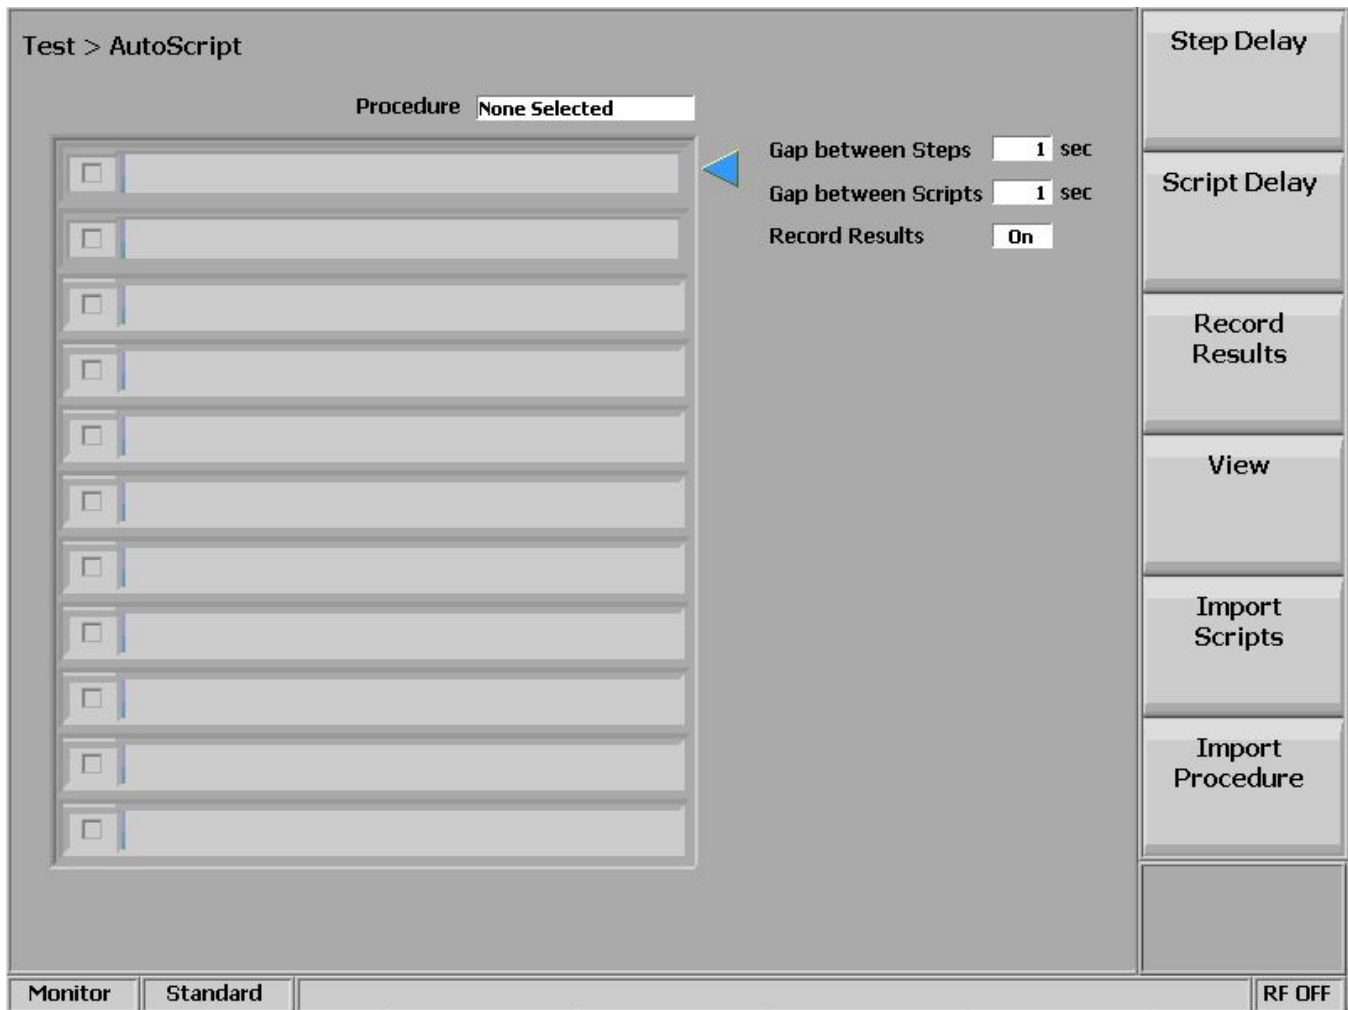 Test > AutoScript
Procedure None Selected
Gap between Steps 1 sec
Gap between Scripts 1 sec
Record Results On
Step Delay
Script Delay
Record
Results
View
Import
Scripts
Import
Procedure
Monitor Standard RF OFF